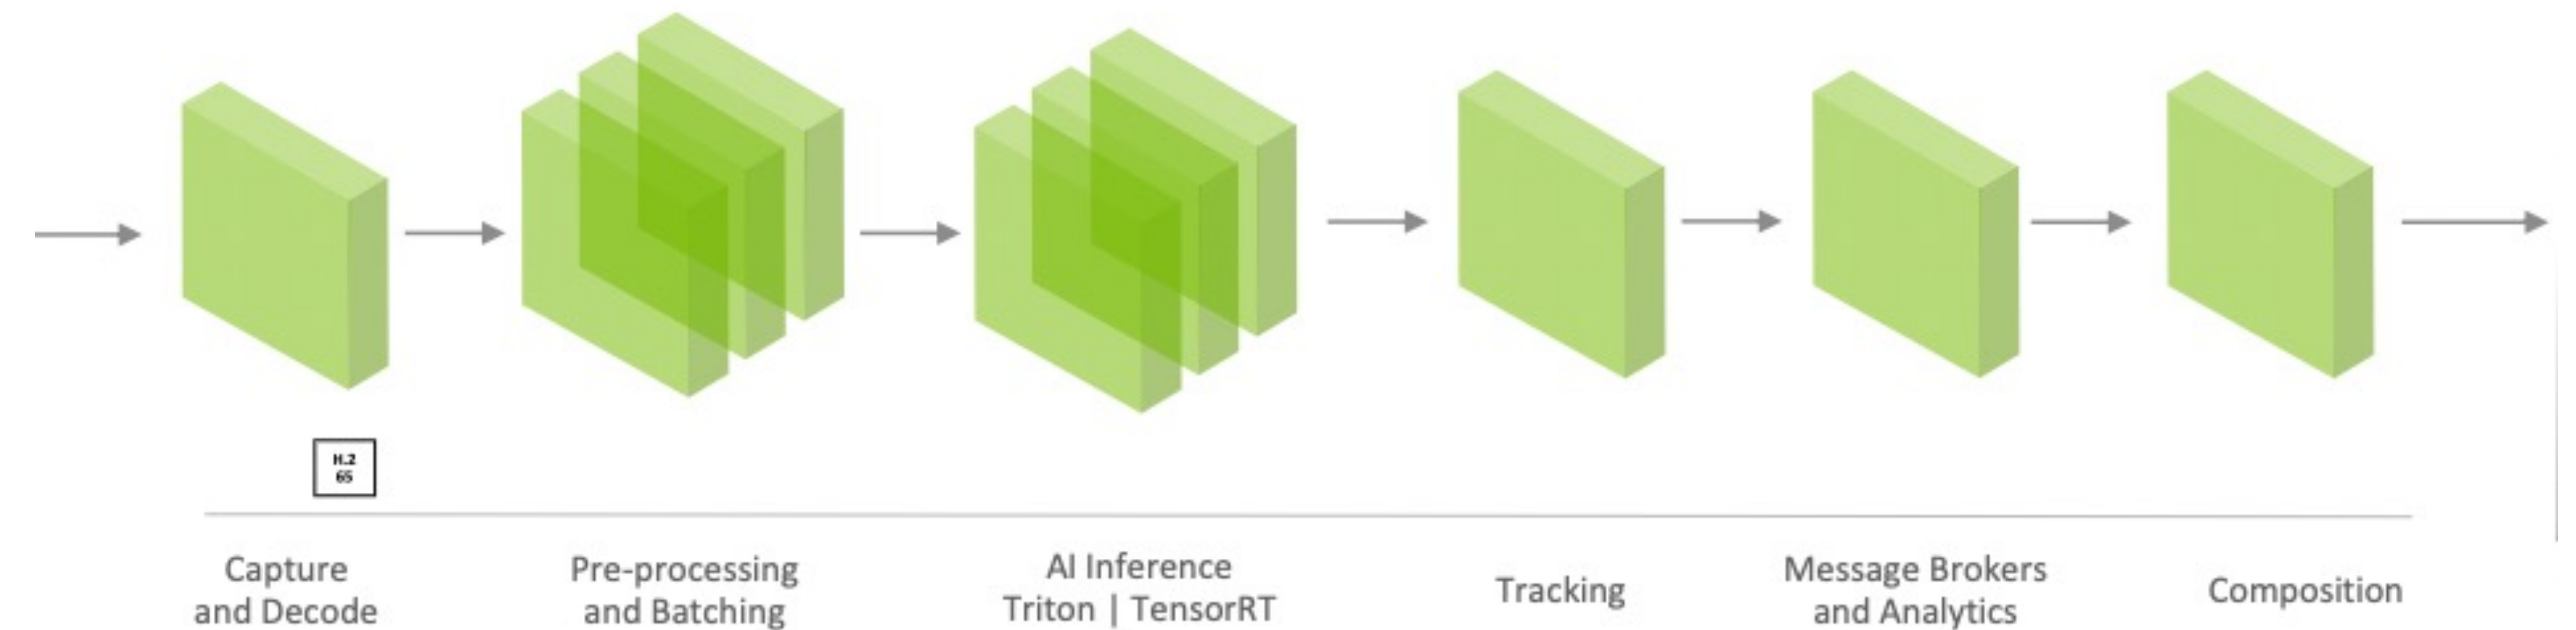 H.2
65
Capture
and Decode
Pre-processing
and Batching
AI Inference
Triton | TensorRT
Tracking
Message Brokers
and Analytics
Composition